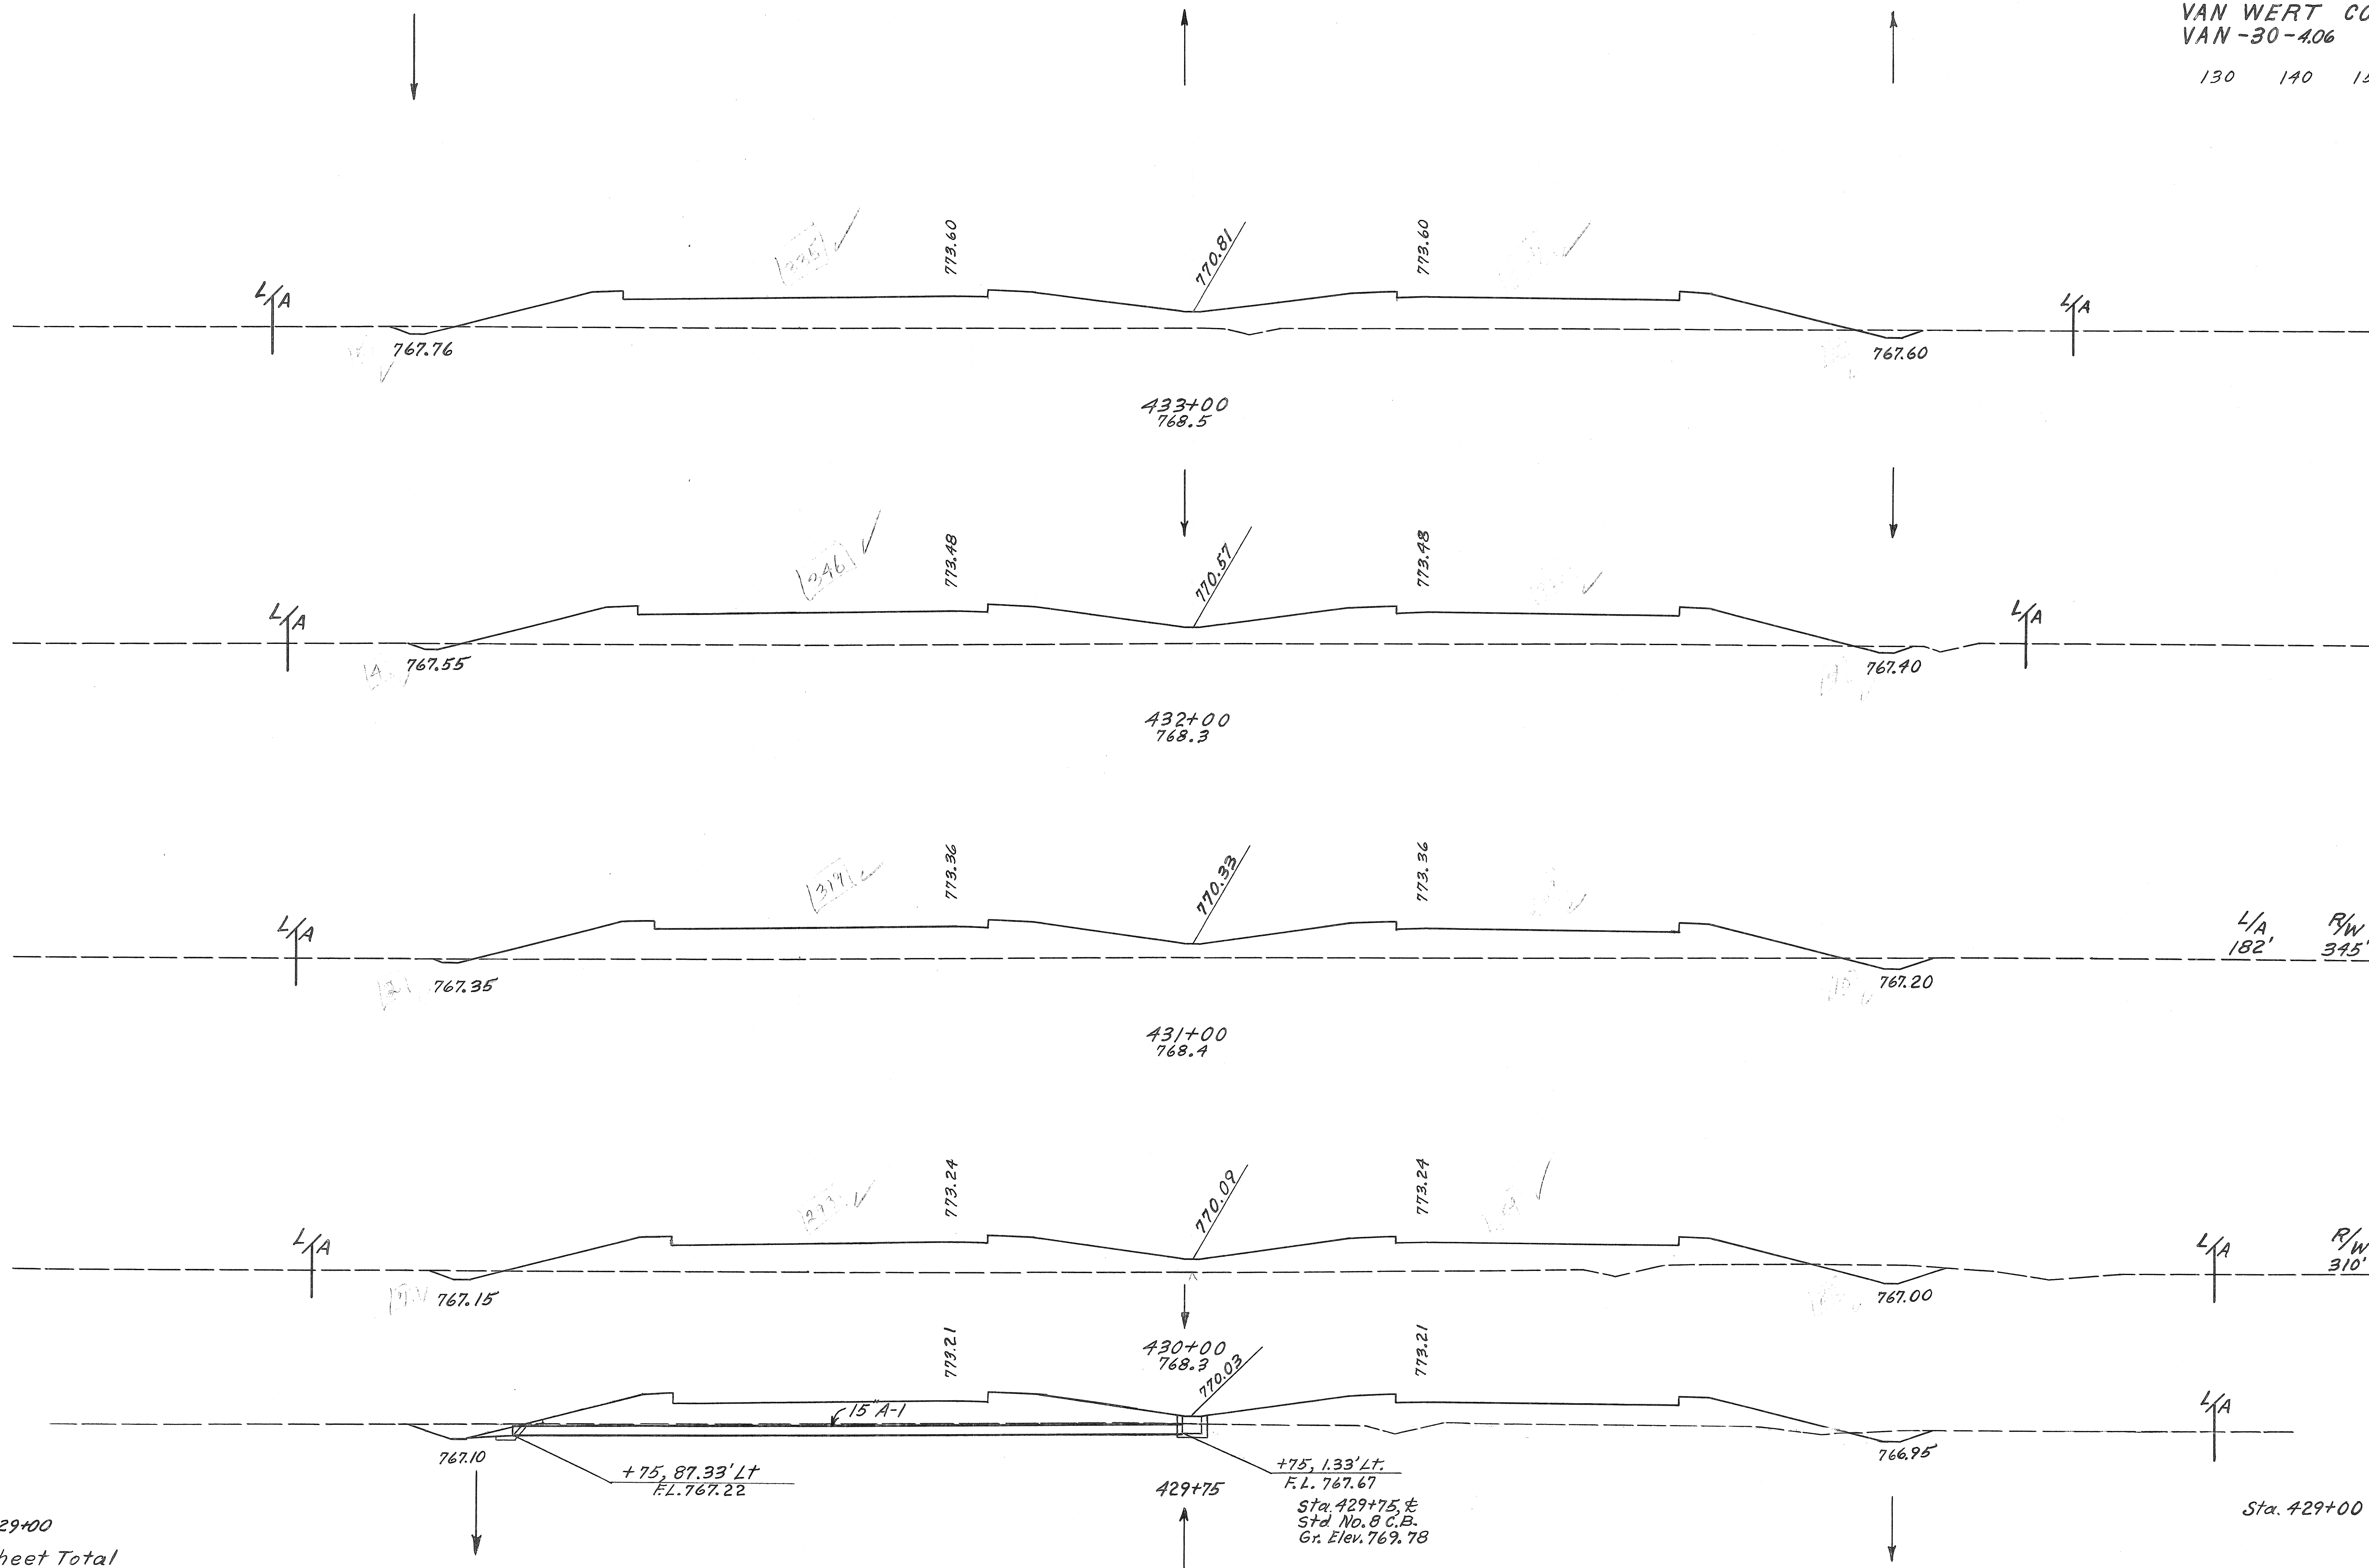 VAN WERT CO
VAN-30-4.06
130 140 15
773.60
770.81
773.60
L/A
L/A
767.76
767.60
433+00
768.5
346
773.48
770.57
773.48
L/A
L/A
767.55
767.40
432+00
768.3
773.36
770.33
773.36
L/A
L/A
182'
R/W
345'
767.35
767.20
431+00
768.4
773.24
770.09
773.24
L/A
L/A
R/W
310'
767.15
767.00
430+00
768.3
773.21
770.03
773.21
15" A-1
L/A
767.10
766.95
+75, 87.33' Lt
F.L. 767.22
+75, 1.33' Lt.
F.L. 767.67
429+75
Sta. 429+75, ℄
Std. No. 8 C.B.
Gr. Elev. 769.78
29+00
Sta. 429+00
heet Total